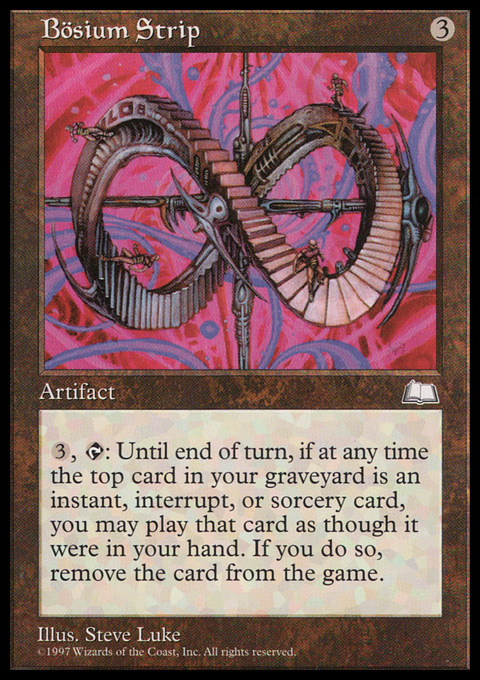 Bösium Strip 3
Artifact
3, : Until end of turn, if at any time
the top card in your graveyard is an
instant, interrupt, or sorcery card,
you may play that card as though it
were in your hand. If you do so,
remove the card from the game.
Illus. Steve Luke
©1997 Wizards of the Coast, Inc. All rights reserved.